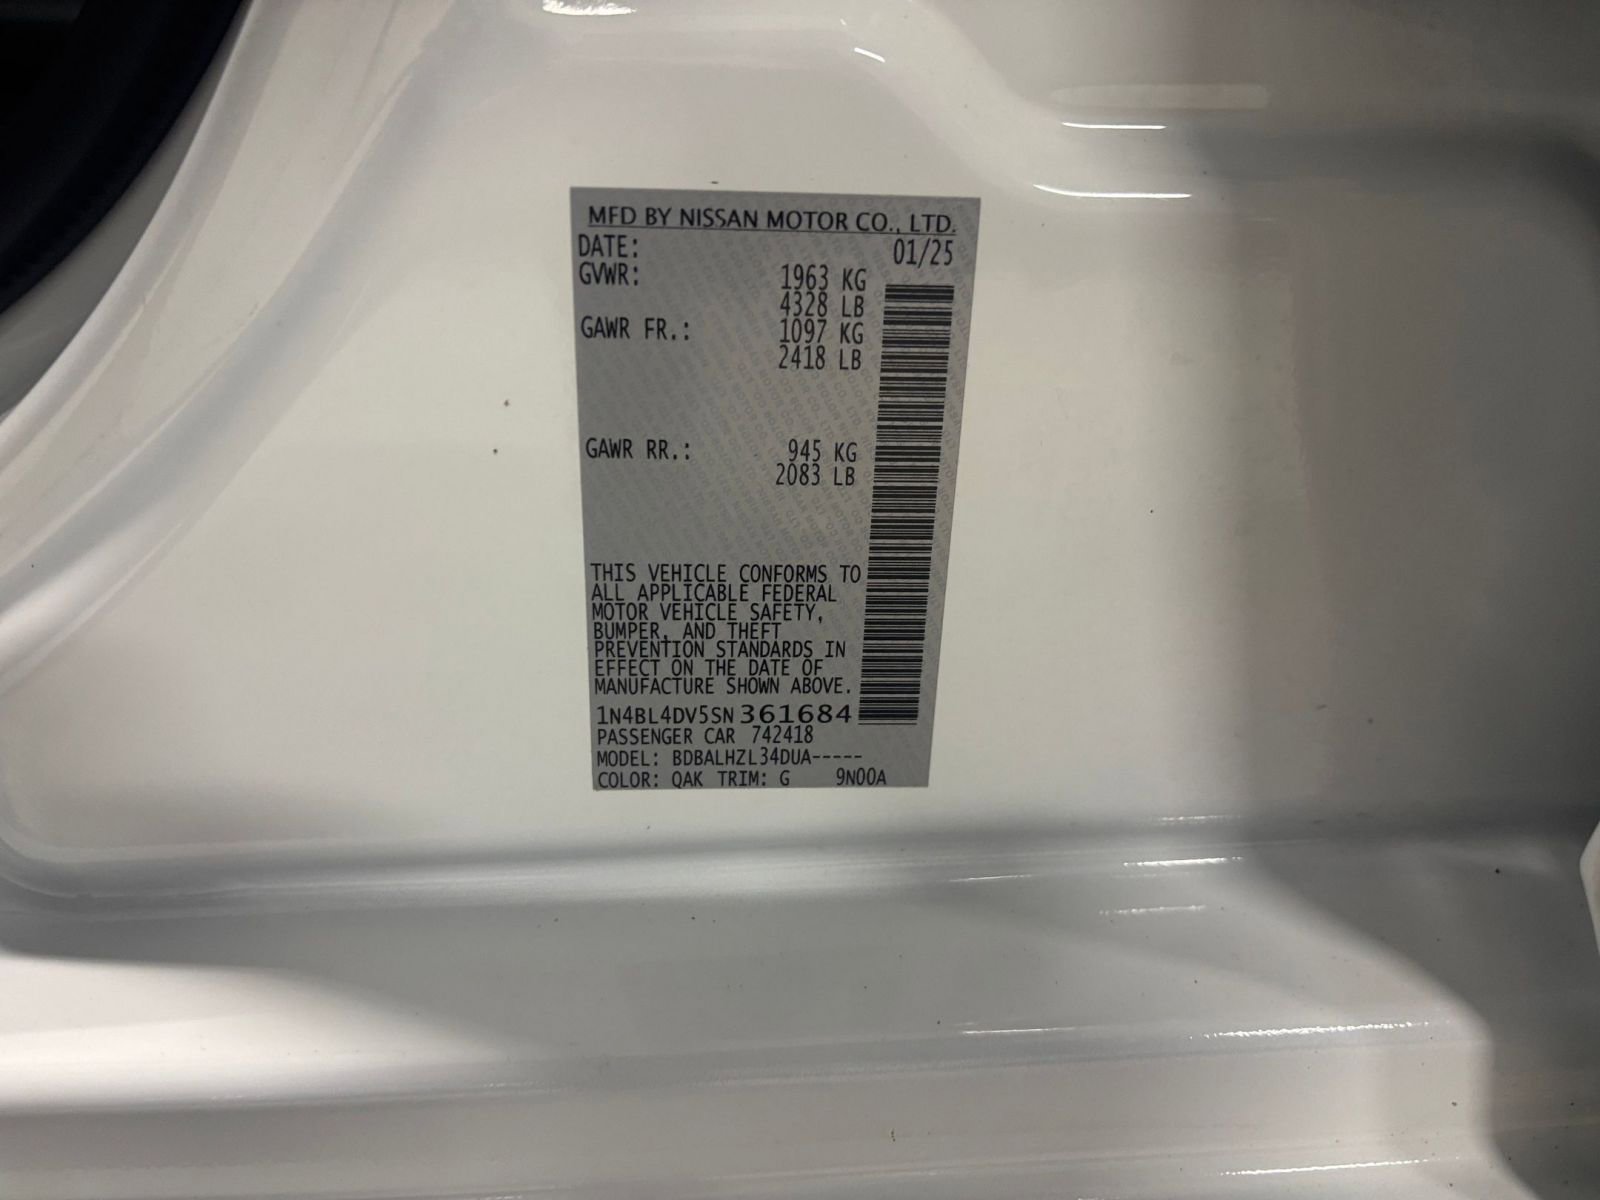 MFD BY NISSAN MOTOR CO., LTD.
DATE: 01/25
GVWR: 1963 KG
4328 LB
GAWR FR.: 1097 KG
2418 LB
GAWR RR.: 945 KG
2083 LB
THIS VEHICLE CONFORMS TO
ALL APPLICABLE FEDERAL
MOTOR VEHICLE SAFETY,
BUMPER, AND THEFT
PREVENTION STANDARDS IN
EFFECT ON THE DATE OF
MANUFACTURE SHOWN ABOVE.
1N4BL4DV5SN361684
PASSENGER CAR 742418
MODEL: BDBALHZL34DUA-----
COLOR: QAK TRIM: G 9N00A